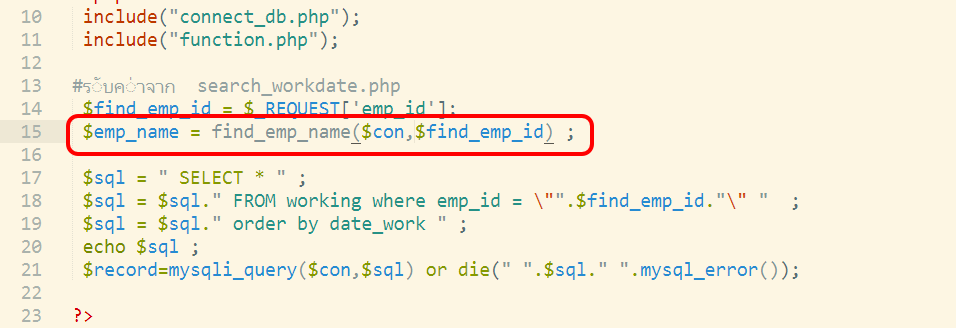 10 include("connect_db.php");
11 include("function.php");
12
13 #รับค่าจาก search_workdate.php
14 $find_emp_id = $_REQUEST['emp_id'];
15 $emp_name = find_emp_name($con,$find_emp_id) ;
16
17 $sql = " SELECT * " ;
18 $sql = $sql." FROM working where emp_id = \"".$find_emp_id."\" " ;
19 $sql = $sql." order by date_work " ;
20 echo $sql ;
21 $record=mysqli_query($con,$sql) or die(" ".$sql." ".mysql_error());
22
23 ?>